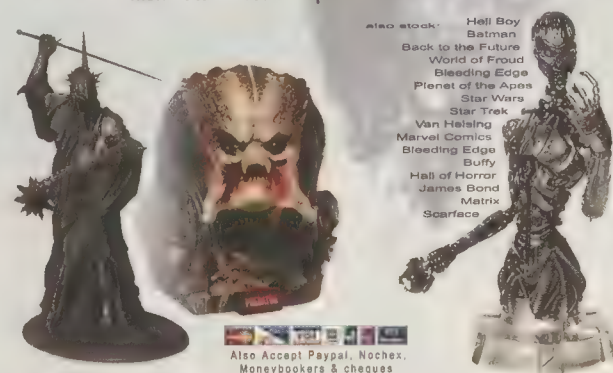 also stock:
Hell Boy
Batman
Back to the Future
World of Froud
Bleeding Edge
Planet of the Apes
Star Wars
Star Trek
Van Helsing
Marvel Comics
Bleeding Edge
Buffy
Hall of Horror
James Bond
Matrix
Scarface
Also Accept Paypal, Nochex,
Moneybookers & cheques